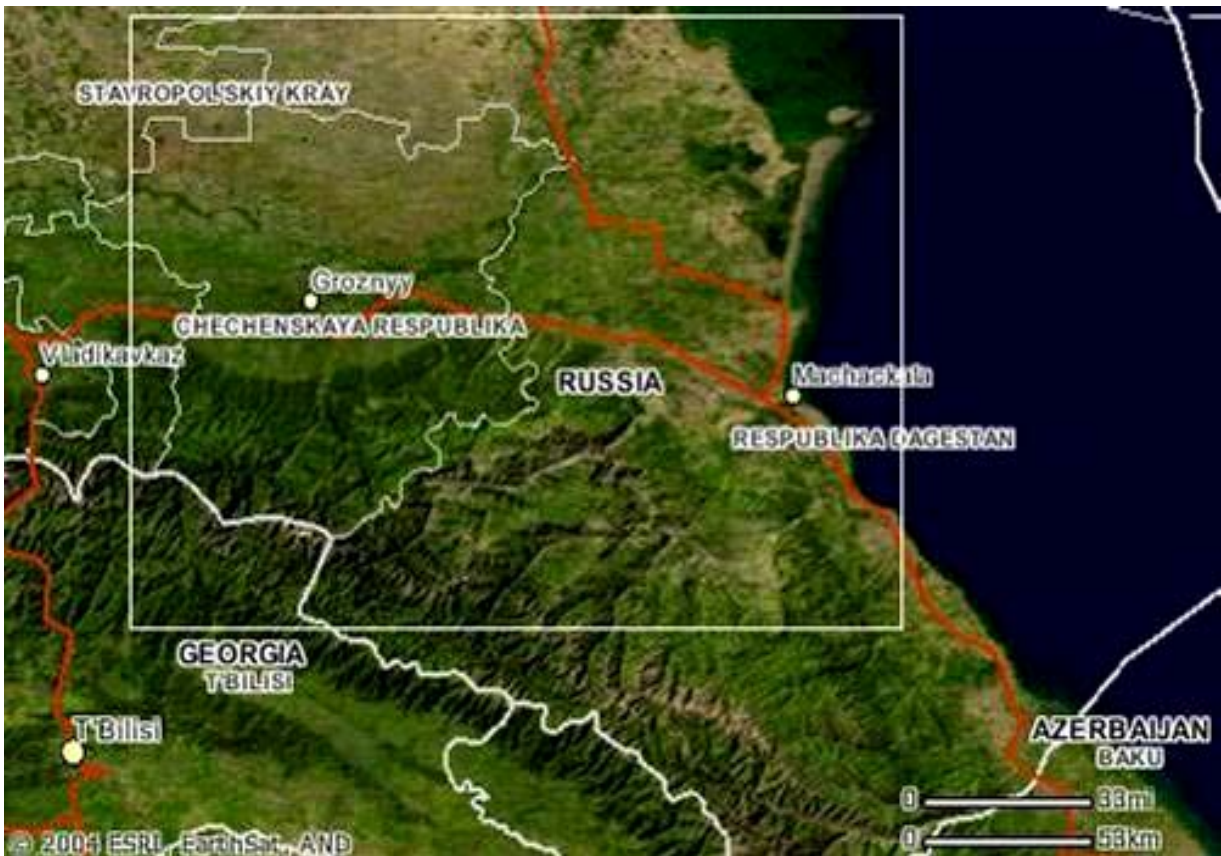 STAVROPOL'SKIY KRAY
Groznyy
CHECHENSKAYA RESPUBLIKA
Vladikavkaz
RUSSIA
Machackala
RESPUBLIKA DAGESTAN
GEORGIA
T'BILISI
T'Bilisi
AZERBAIJAN
BAKU
0 33mi
0 53km
© 2004 ESRI, EarthSat, AND